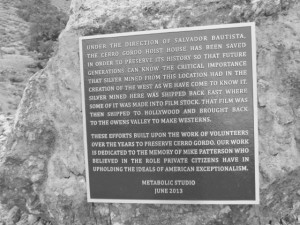 UNDER THE DIRECTION OF SALVADOR BAUTISTA,
THE CERRO GORDO HOIST HOUSE HAS BEEN SAVED
IN ORDER TO PRESERVE ITS HISTORY SO THAT FUTURE
GENERATIONS CAN KNOW THE CRITICAL IMPORTANCE
THAT SILVER MINED FROM THIS LOCATION HAD IN THE
CREATION OF THE WEST AS WE HAVE COME TO KNOW IT.
SILVER MINED HERE WAS SHIPPED BACK EAST WHERE
SOME OF IT WAS MADE INTO FILM STOCK. THAT FILM WAS
THEN SHIPPED TO HOLLYWOOD AND BROUGHT BACK
TO THE OWENS VALLEY TO MAKE WESTERNS.
THESE EFFORTS BUILT UPON THE WORK OF VOLUNTEERS
OVER THE YEARS TO PRESERVE CERRO GORDO. OUR WORK
IS DEDICATED TO THE MEMORY OF MIKE PATTERSON WHO
BELIEVED IN THE ROLE PRIVATE CITIZENS HAVE IN
UPHOLDING THE IDEALS OF AMERICAN EXCEPTIONALISM.
METABOLIC STUDIO
JUNE 2013